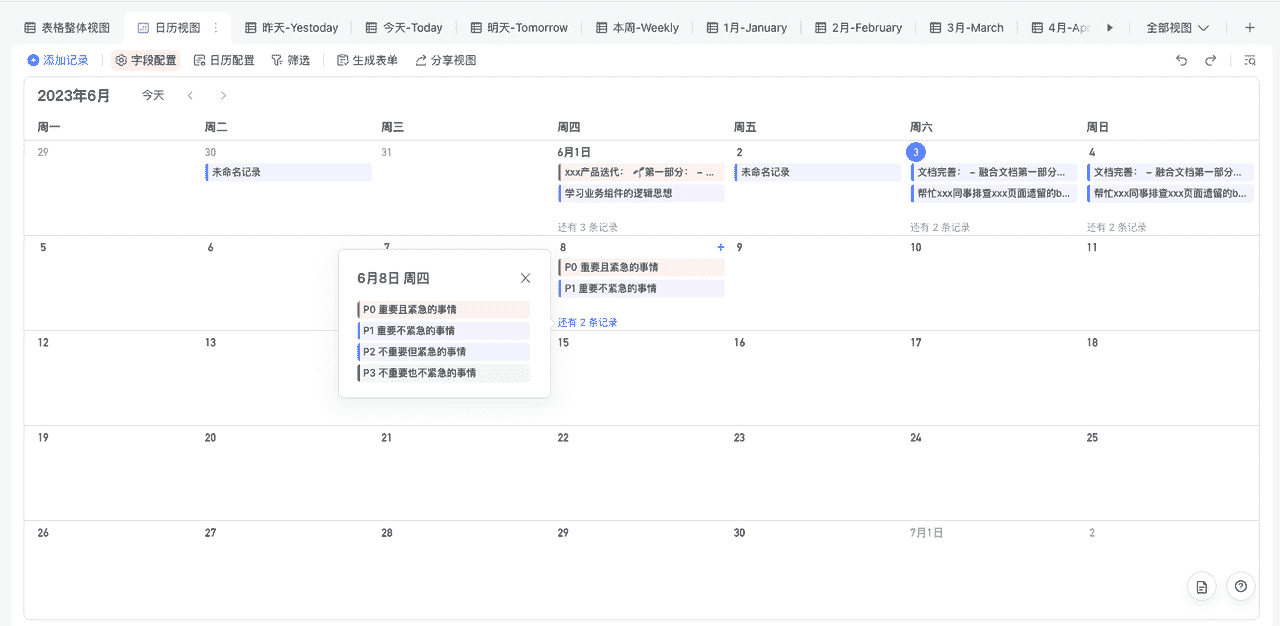 表格整体视图 日历视图 昨天-Yestoday 今天-Today 明天-Tomorrow 本周-Weekly 1月-January 2月-February 3月-March 4月-Apr 全部视图
添加记录 字段配置 日历配置 筛选 生成表单 分享视图
2023年6月 今天
周一 周二 周三 周四 周五 周六 周日
29 30 31 6月1日 2 3 4
未命名记录 xxx产品迭代： 第一部分： - ... 未命名记录 文档完善： - 融合文档第一部分... 文档完善： - 融合文档第一部分...
学习业务组件的逻辑思想 帮忙xxx同事排查xxx页面遗留的b... 帮忙xxx同事排查xxx页面遗留的b...
还有 3 条记录 还有 2 条记录 还有 2 条记录
5 6 7 8 9 10 11
P0 重要且紧急的事情
P1 重要不紧急的事情
还有 2 条记录
6月8日 周四
P0 重要且紧急的事情
P1 重要不紧急的事情
P2 不重要但紧急的事情
P3 不重要也不紧急的事情
12 13 15 16 17 18
19 20 21 22 23 24 25
26 27 28 29 30 7月1日 2